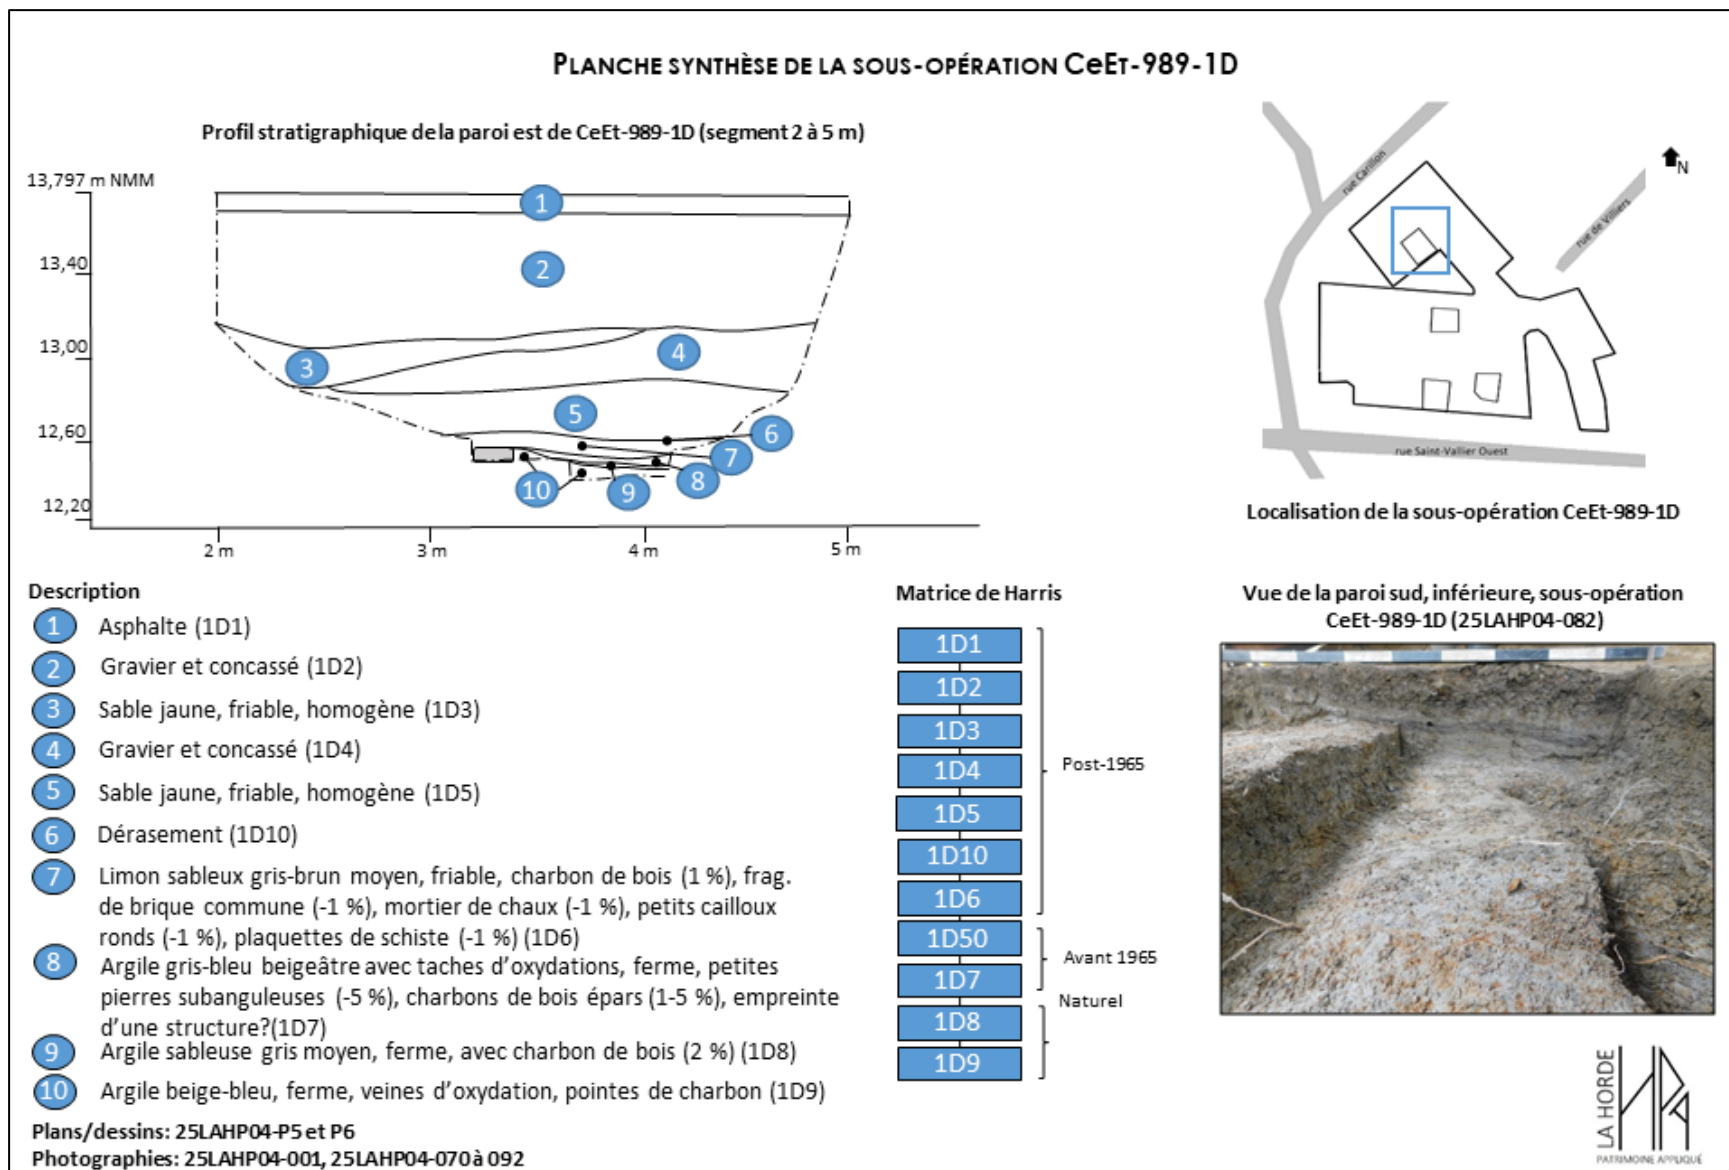 PLANCHE SYNTHÈSE DE LA SOUS-OPÉRATION CEET-989-1D
Profil stratigraphique de la paroi est de CeEt-989-1D (segment 2 à 5 m)
13,797 m NMM
13,40
13,00
12,60
12,20
2 m
3 m
4 m
5 m
1
2
3
4
5
6
7
8
9
10
rue Carillon
rue de Villiers
rue Saint-Vallier Ouest
N
Localisation de la sous-opération CeEt-989-1D
Description
1 Asphalte (1D1)
2 Gravier et concassé (1D2)
3 Sable jaune, friable, homogène (1D3)
4 Gravier et concassé (1D4)
5 Sable jaune, friable, homogène (1D5)
6 Dérasement (1D10)
7 Limon sableux gris-brun moyen, friable, charbon de bois (1 %), frag.
de brique commune (-1 %), mortier de chaux (-1 %), petits cailloux
ronds (-1 %), plaquettes de schiste (-1 %) (1D6)
8 Argile gris-bleu beigeâtre avec taches d'oxydations, ferme, petites
pierres subanguleuses (-5 %), charbons de bois épars (1-5 %), empreinte
d'une structure?(1D7)
9 Argile sableuse gris moyen, ferme, avec charbon de bois (2 %) (1D8)
10 Argile beige-bleu, ferme, veines d'oxydation, pointes de charbon (1D9)
Plans/dessins: 25LAHP04-P5 et P6
Photographies: 25LAHP04-001, 25LAHP04-070 à 092
Matrice de Harris
1D1
1D2
1D3
1D4
1D5
1D10
1D6
1D50
1D7
1D8
1D9
Post-1965
Avant 1965
Naturel
Vue de la paroi sud, inférieure, sous-opération
CeEt-989-1D (25LAHP04-082)
LA HORDE
PATRIMOINE APPLIQUÉ